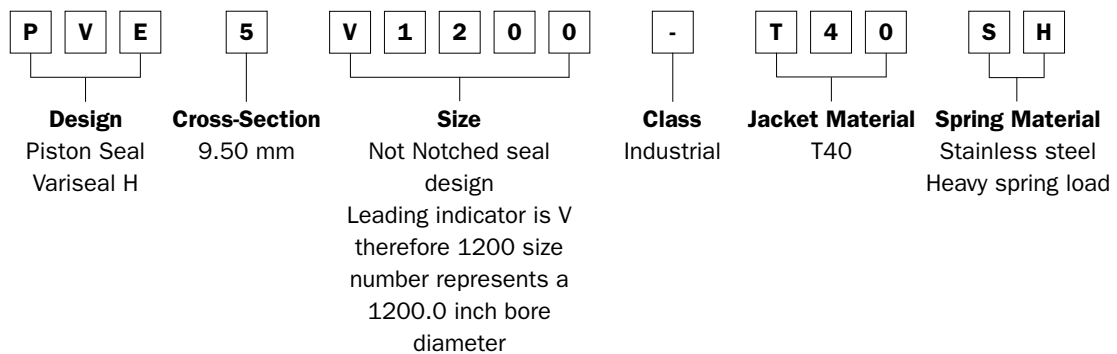 P V E 5 V 1 2 0 0 - T 4 0 S H
Design Cross-Section Size Class Jacket Material Spring Material
Piston Seal 9.50 mm Not Notched seal Industrial T40 Stainless steel
Variseal H design Heavy spring load
Leading indicator is V
therefore 1200 size
number represents a
1200.0 inch bore
diameter